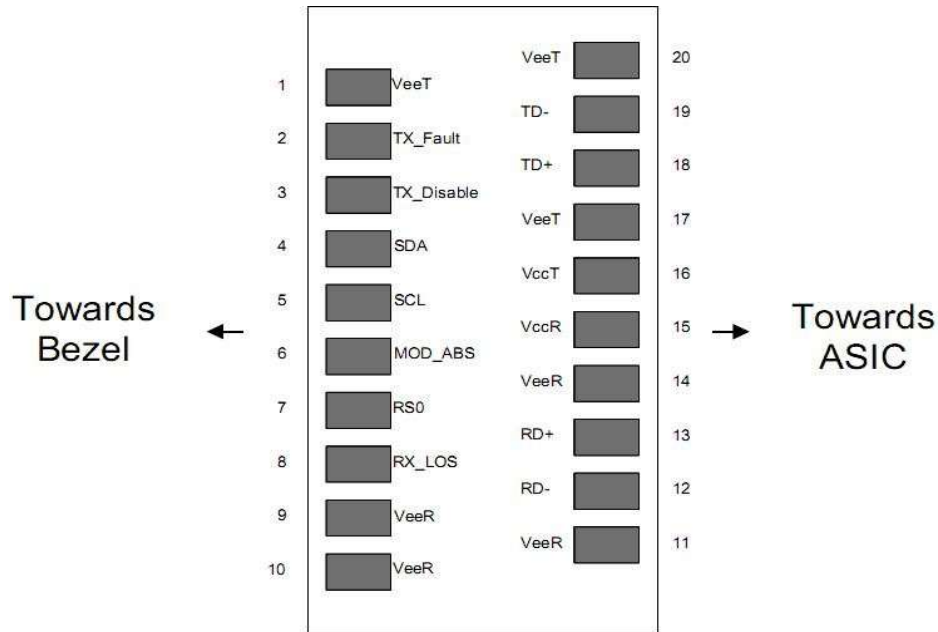 VeeT 20
1 VeeT
TD- 19
2 TX_Fault
TD+ 18
3 TX_Disable
VeeT 17
4 SDA
VccT 16
5 SCL
Towards Bezel
VccR 15
Towards ASIC
6 MOD_ABS
VeeR 14
7 RS0
RD+ 13
8 RX_LOS
RD- 12
9 VeeR
VeeR 11
10 VeeR